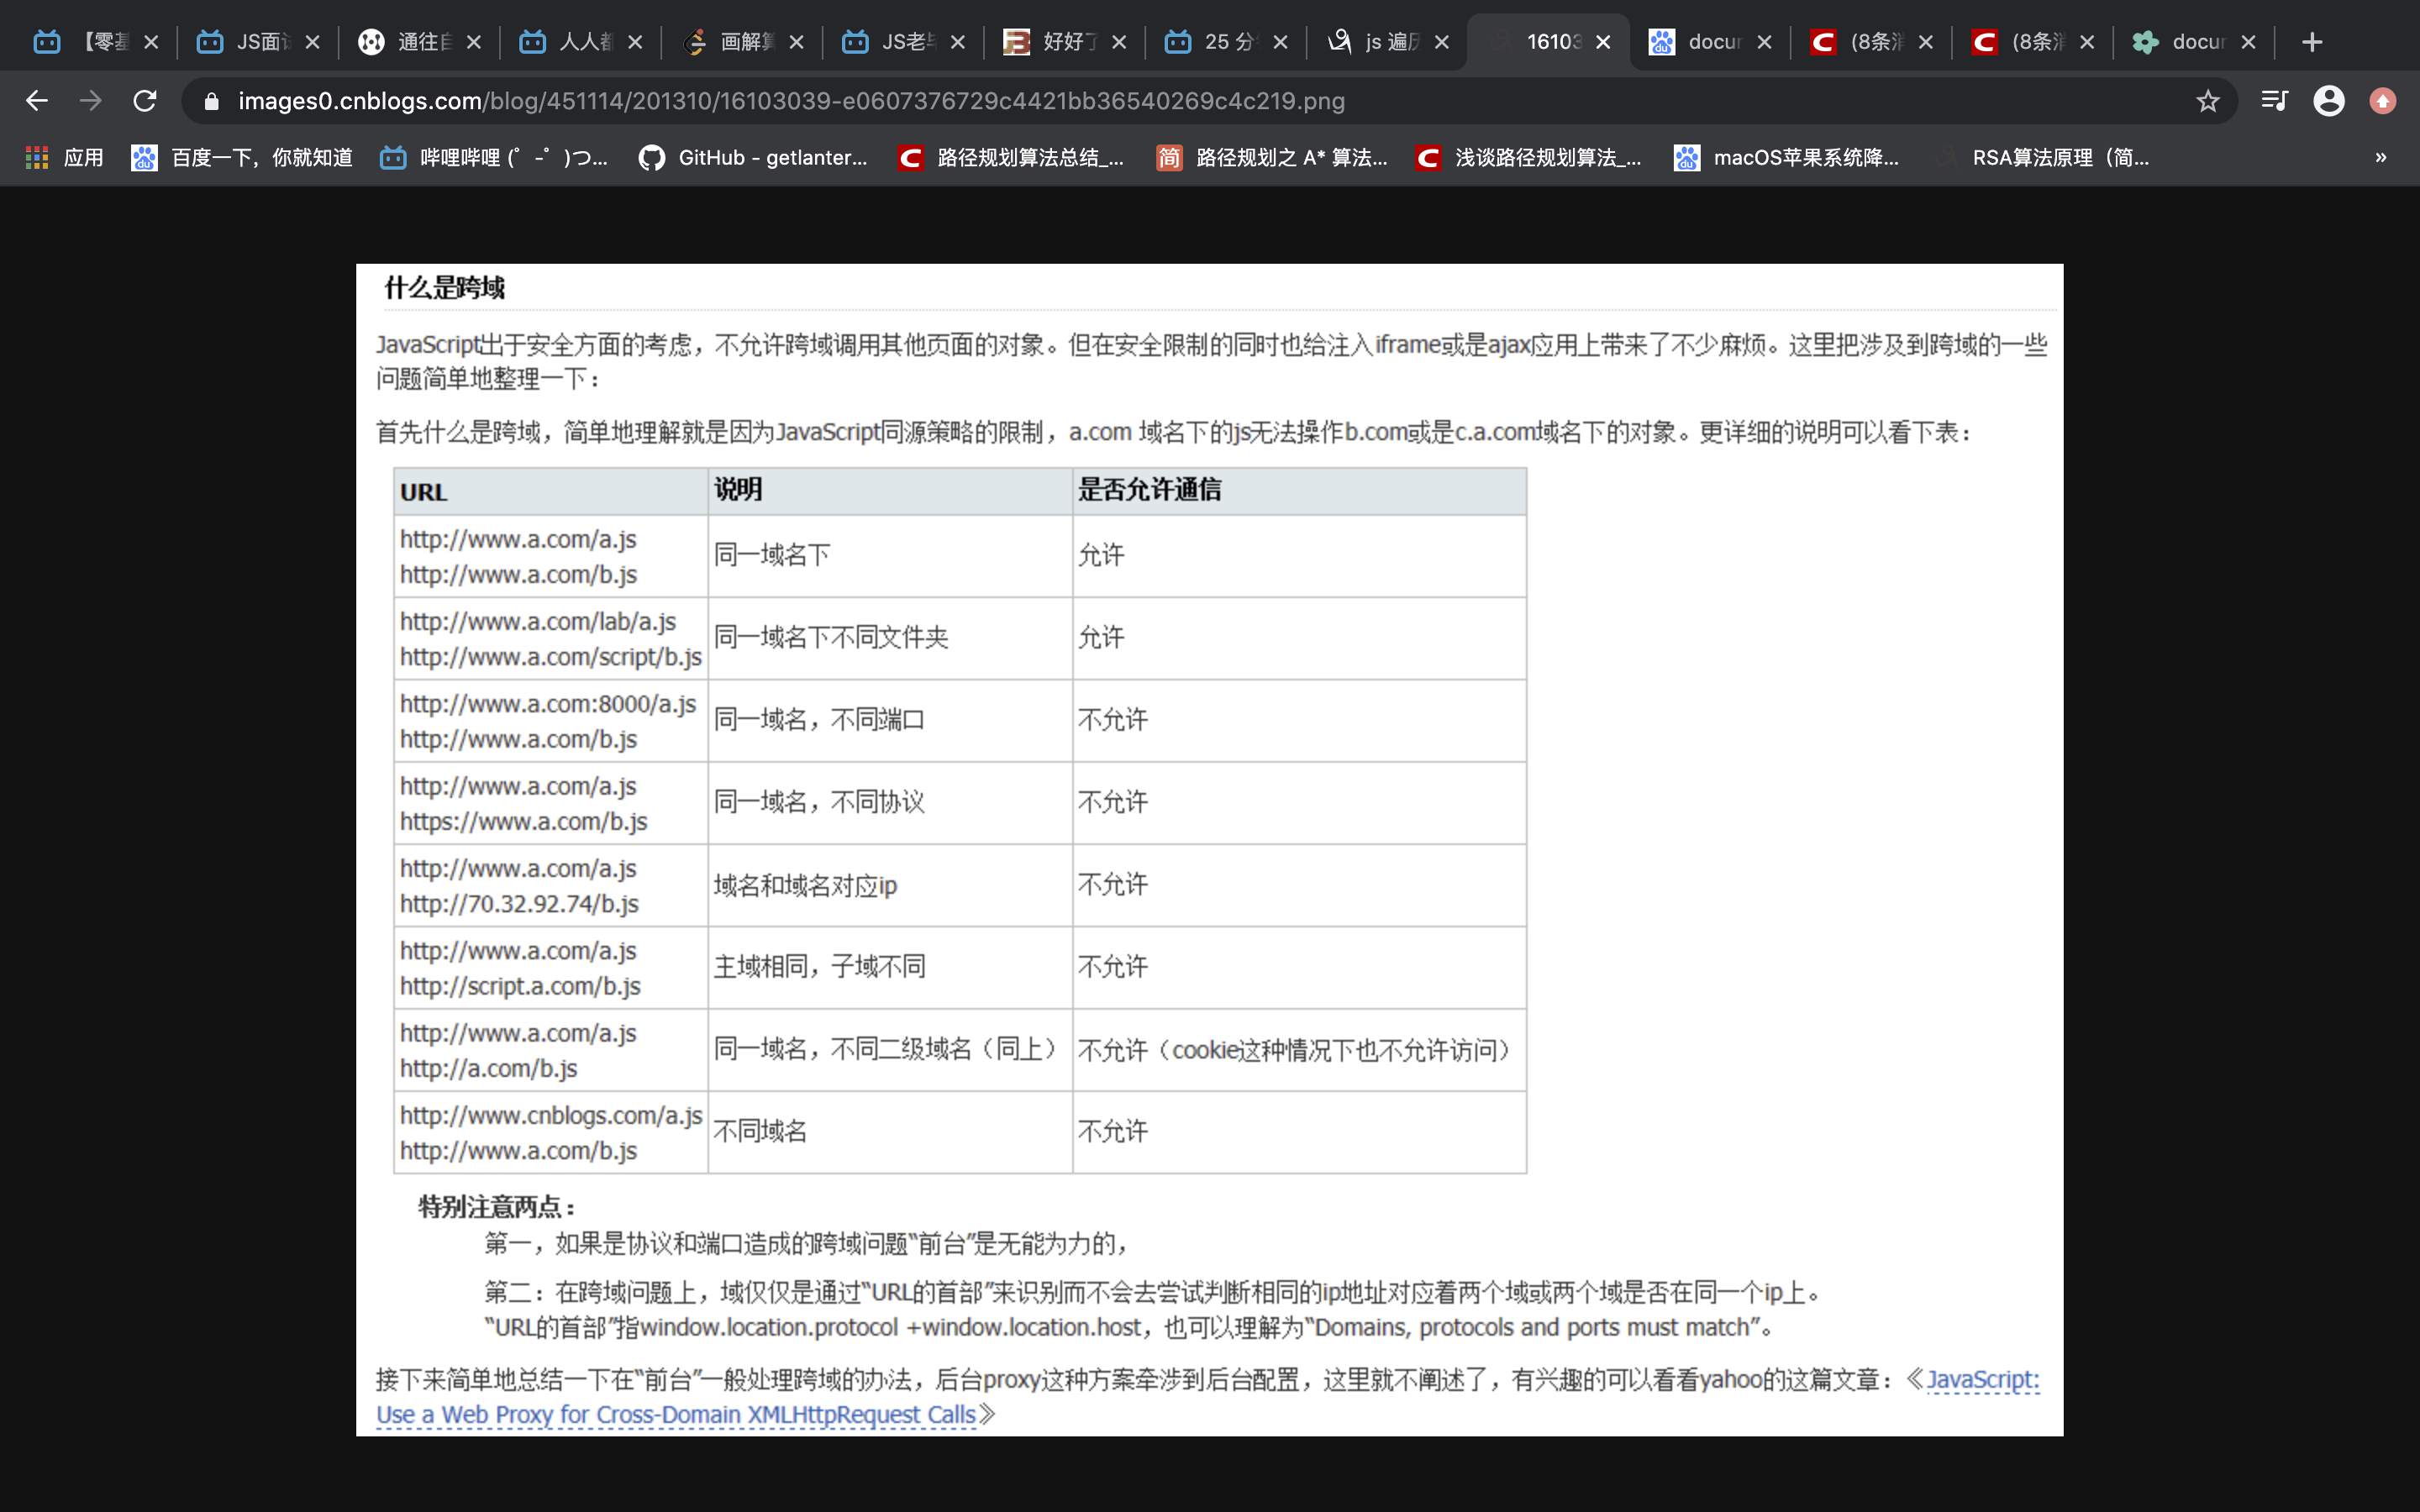 【零基
JS面试
通往自
人人都
画解算
JS老毕
好好了
25 分钟
js 遍历
16103
docum
(8条消
(8条消
docum
images0.cnblogs.com/blog/451114/201310/16103039-e0607376729c4421bb36540269c4c219.png
应用
百度一下，你就知道
哔哩哔哩 (゜-゜)つ...
GitHub - getlanter...
路径规划算法总结_...
路径规划之 A* 算法...
浅谈路径规划算法_...
macOS苹果系统降...
RSA算法原理（简...
»
什么是跨域
JavaScript出于安全方面的考虑，不允许跨域调用其他页面的对象。但在安全限制的同时也给注入iframe或是ajax应用上带来了不少麻烦。这里把涉及到跨域的一些
问题简单地整理一下：
首先什么是跨域，简单地理解就是因为JavaScript同源策略的限制，a.com 域名下的js无法操作b.com或是c.a.com域名下的对象。更详细的说明可以看下表：
URL 说明 是否允许通信
http://www.a.com/a.js
http://www.a.com/b.js
同一域名下 允许
http://www.a.com/lab/a.js
http://www.a.com/script/b.js
同一域名下不同文件夹 允许
http://www.a.com:8000/a.js
http://www.a.com/b.js
同一域名，不同端口 不允许
http://www.a.com/a.js
https://www.a.com/b.js
同一域名，不同协议 不允许
http://www.a.com/a.js
http://70.32.92.74/b.js
域名和域名对应ip 不允许
http://www.a.com/a.js
http://script.a.com/b.js
主域相同，子域不同 不允许
http://www.a.com/a.js
http://a.com/b.js
同一域名，不同二级域名（同上） 不允许（cookie这种情况下也不允许访问）
http://www.cnblogs.com/a.js
http://www.a.com/b.js
不同域名 不允许
特别注意两点：
第一，如果是协议和端口造成的跨域问题“前台”是无能为力的，
第二：在跨域问题上，域仅仅是通过“URL的首部”来识别而不会去尝试判断相同的ip地址对应着两个域或两个域是否在同一个ip上。
“URL的首部”指window.location.protocol +window.location.host，也可以理解为“Domains, protocols and ports must match”。
接下来简单地总结一下在“前台”一般处理跨域的办法，后台proxy这种方案牵涉到后台配置，这里就不阐述了，有兴趣的可以看看yahoo的这篇文章：《JavaScript:
Use a Web Proxy for Cross-Domain XMLHttpRequest Calls》